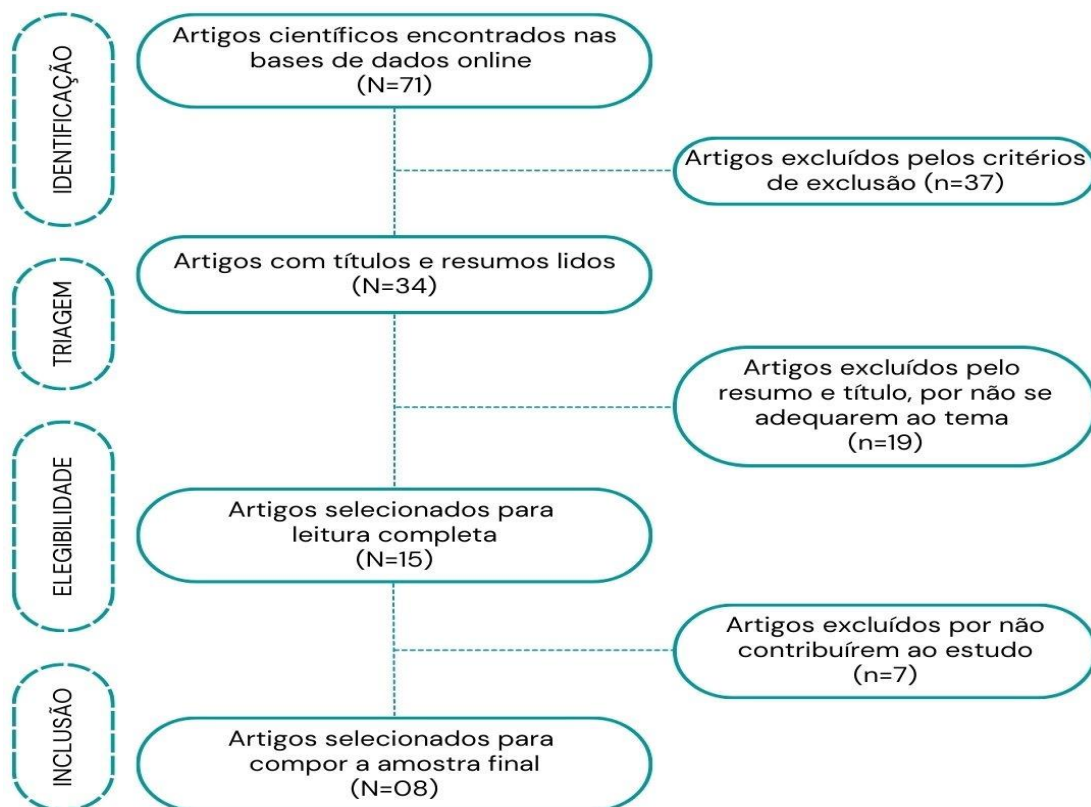 IDENTIFICAÇÃO
Artigos científicos encontrados nas
bases de dados online
(N=71)
Artigos excluídos pelos critérios
de exclusão (n=37)
TRIAGEM
Artigos com títulos e resumos lidos
(N=34)
Artigos excluídos pelo
resumo e título, por não se
adequarem ao tema
(n=19)
ELEGIBILIDADE
Artigos selecionados para
leitura completa
(N=15)
Artigos excluídos por não
contribuírem ao estudo
(n=7)
INCLUSÃO
Artigos selecionados para
compor a amostra final
(N=08)